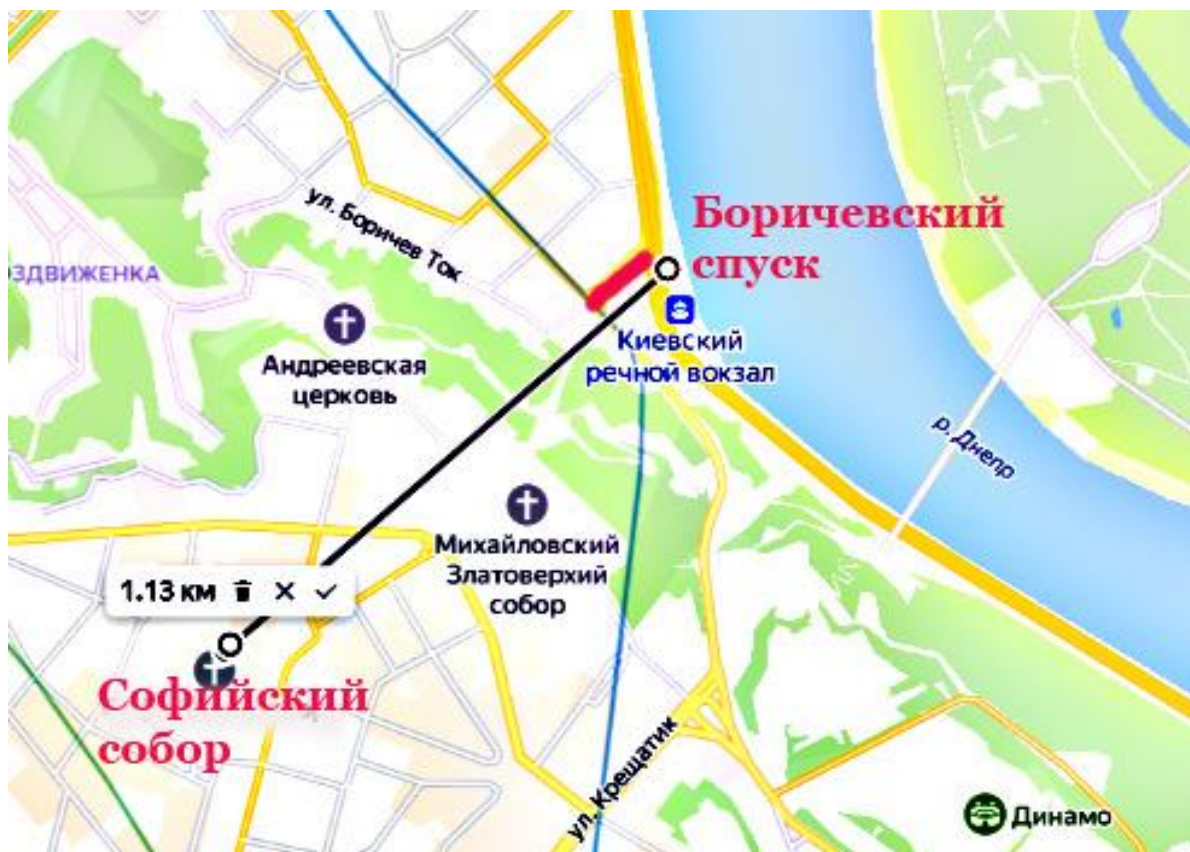 Боричевский
спуск
ул. Боричев Ток
ЗДВИЖЕНКА
Андреевская
церковь
Киевский
речной вокзал
р. Днепр
Михайловский
Златоверхий
собор
1.13 км
Софийский
собор
ул. Крещатик
Динамо